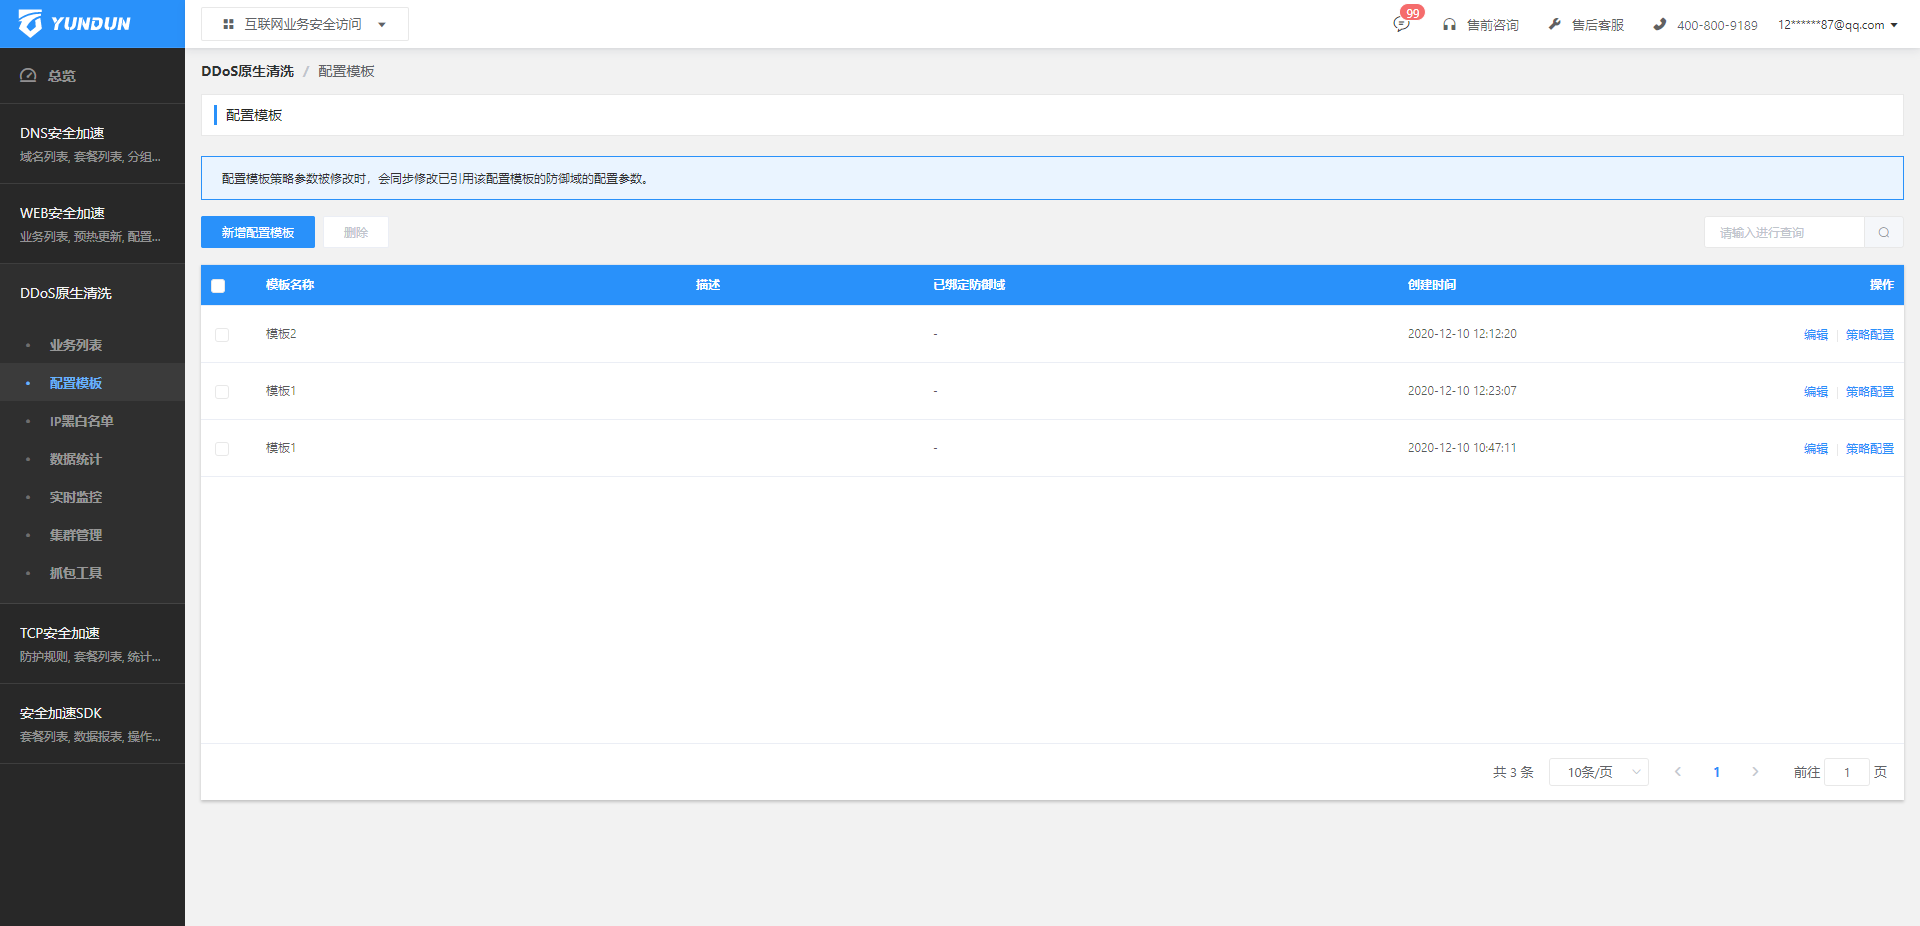 YUNDUN
互联网业务安全访问
99
售前咨询
售后客服
400-800-9189
12******87@qq.com
总览
DNS安全加速
域名列表, 套餐列表, 分组...
WEB安全加速
业务列表, 预热更新, 配置...
DDoS原生清洗
业务列表
配置模板
IP黑白名单
数据统计
实时监控
集群管理
抓包工具
TCP安全加速
防护规则, 套餐列表, 统计...
安全加速SDK
套餐列表, 数据报表, 操作...
DDoS原生清洗 / 配置模板
配置模板
配置模板策略参数被修改时，会同步修改已引用该配置模板的防御域的配置参数。
新增配置模板 删除 请输入进行查询
模板名称 描述 已绑定防御域 创建时间 操作
模板2 - 2020-12-10 12:12:20 编辑 策略配置
模板1 - 2020-12-10 12:23:07 编辑 策略配置
模板1 - 2020-12-10 10:47:11 编辑 策略配置
共 3 条 10条/页 1 前往 1 页